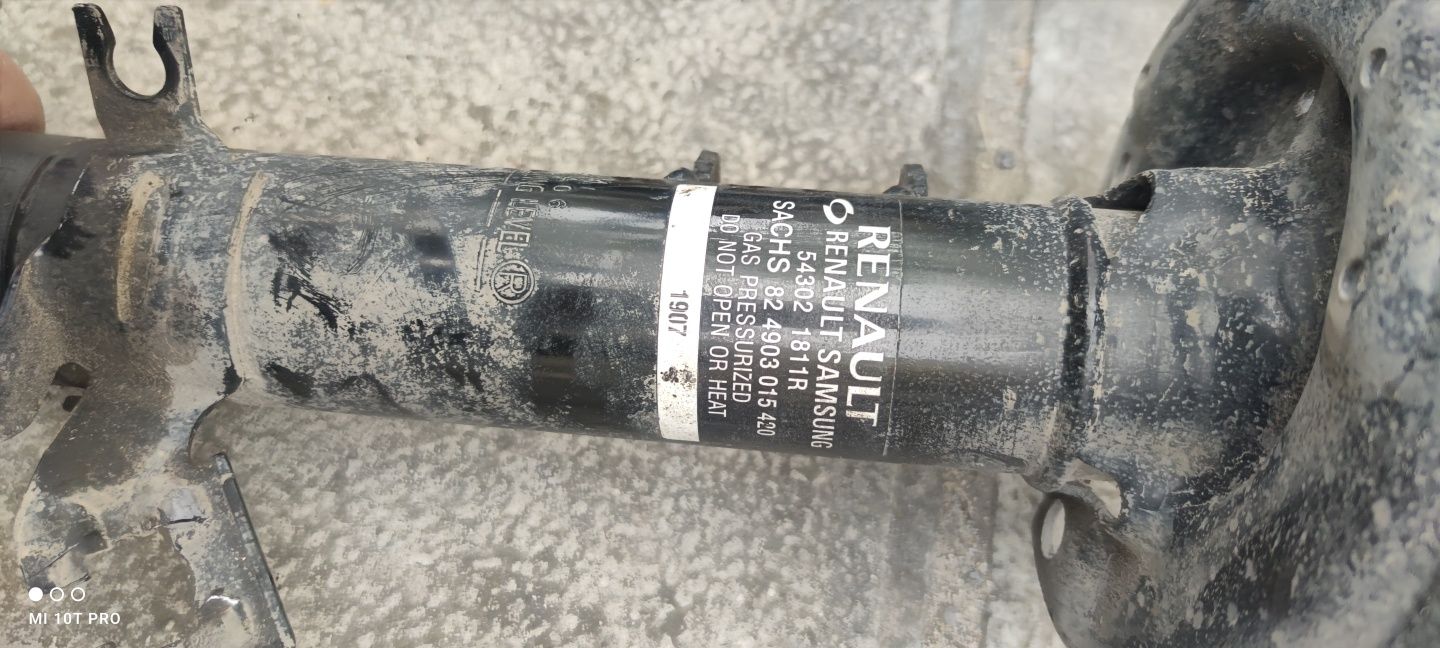 RENAULT
RENAULT SAMSUNG
54302 1811R
SACHS 82 4903 015 420
GAS PRESSURIZED
DO NOT OPEN OR HEAT
1907
LEVEL R
MI 10T PRO